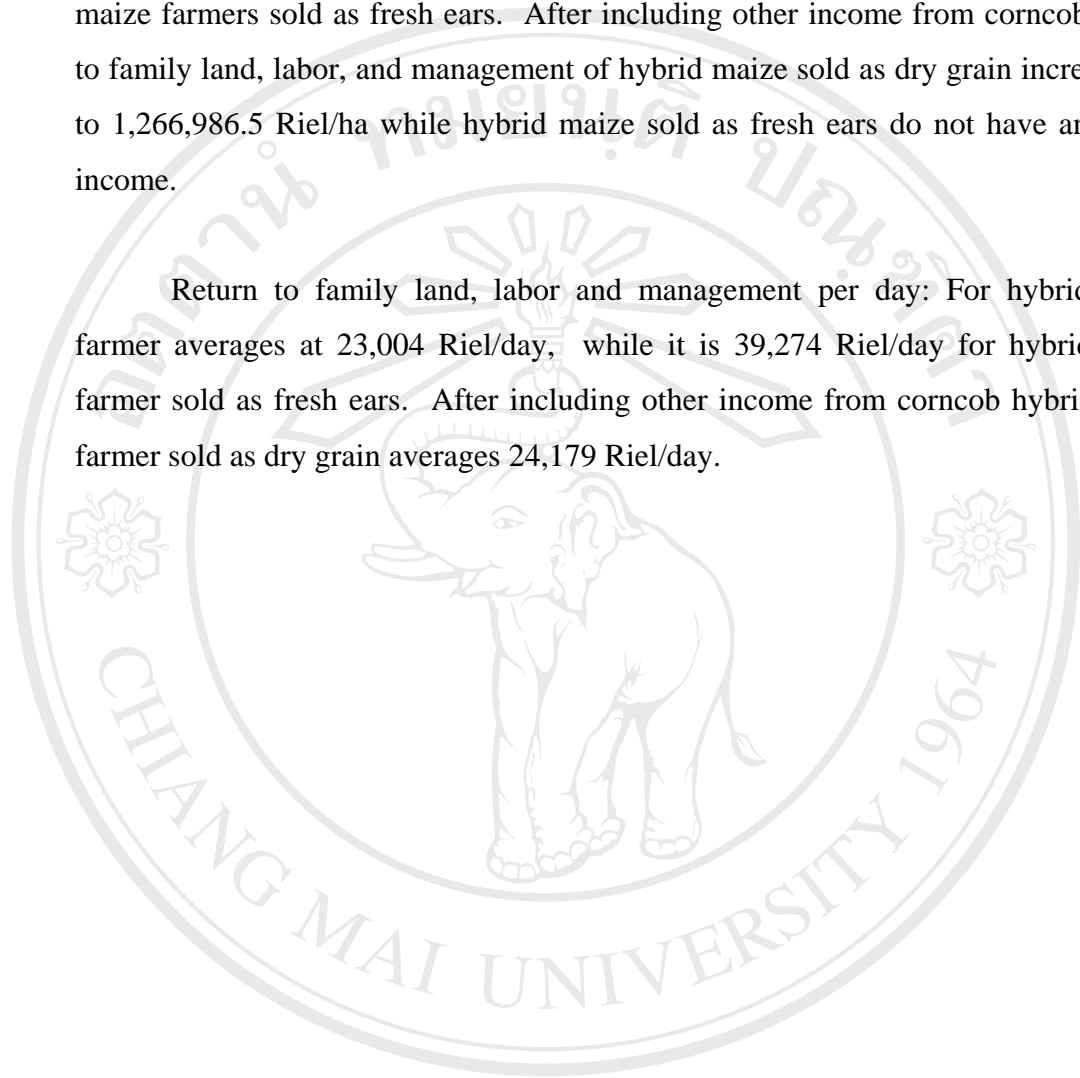 maize farmers sold as fresh ears. After including other income from corncob
to family land, labor, and management of hybrid maize sold as dry grain incre
to 1,266,986.5 Riel/ha while hybrid maize sold as fresh ears do not have an
income.
Return to family land, labor and management per day: For hybrid
farmer averages at 23,004 Riel/day, while it is 39,274 Riel/day for hybrid
farmer sold as fresh ears. After including other income from corncob hybri
farmer sold as dry grain averages 24,179 Riel/day.
CHIANG MAI UNIVERSITY 1964